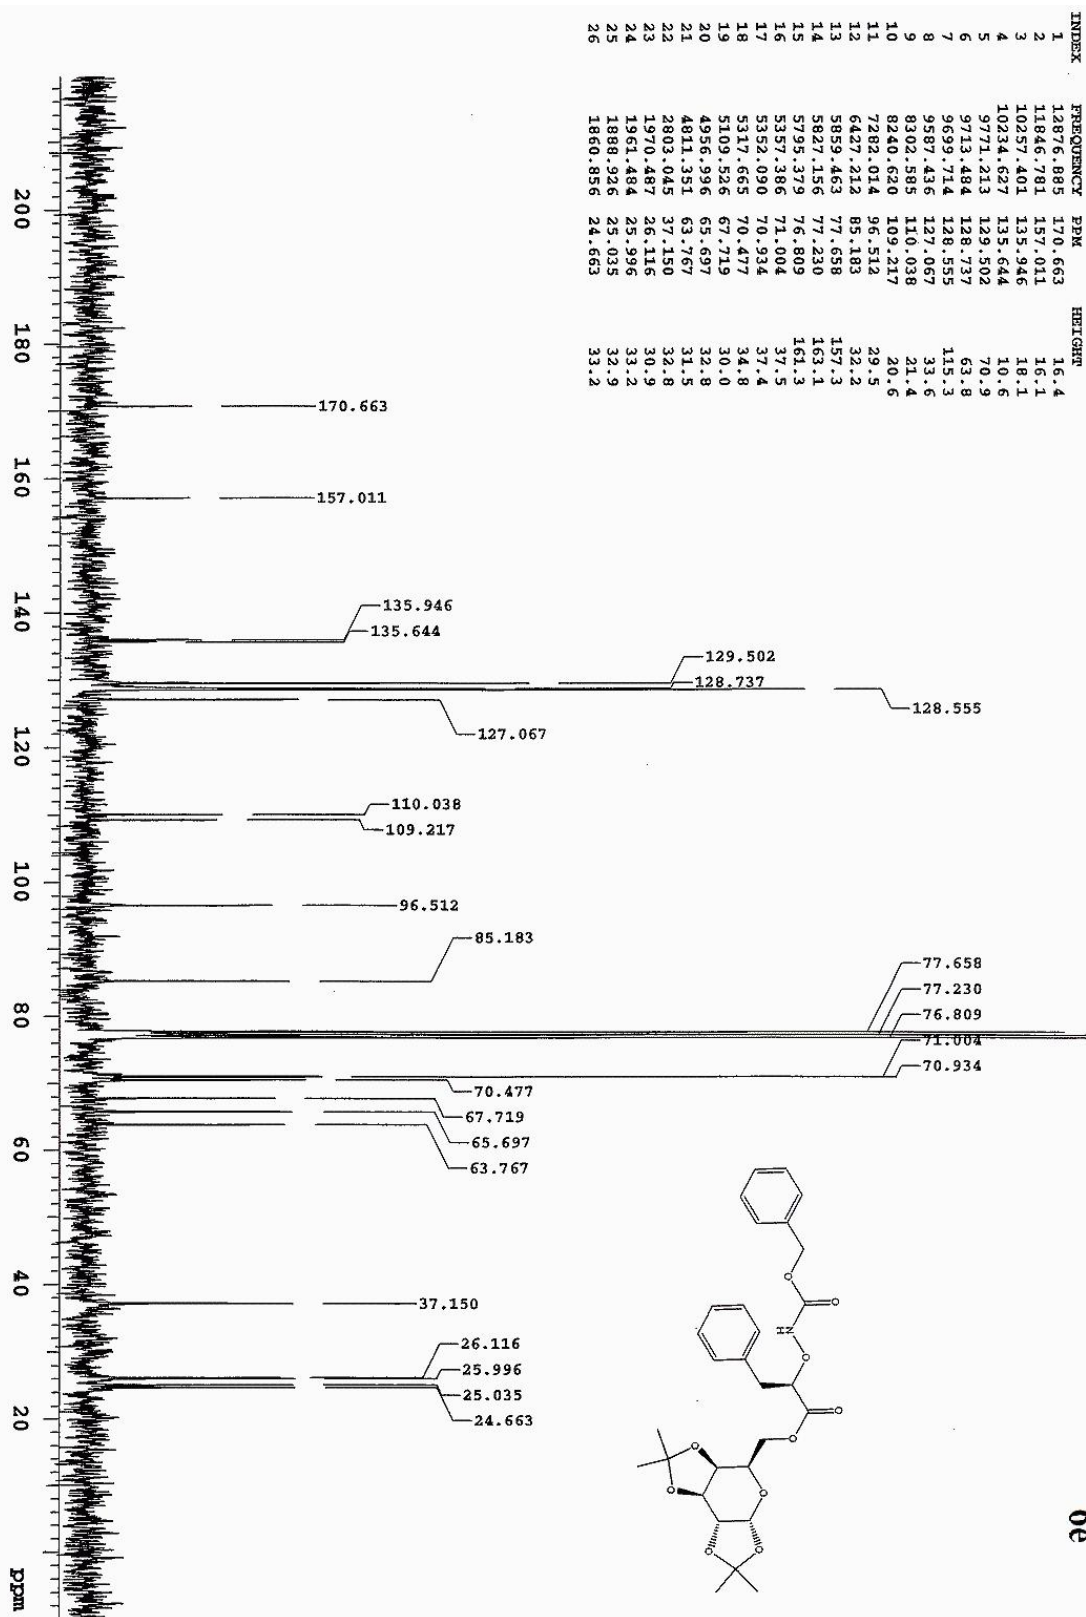 INDEX FREQUENCY PPM HEIGHT
1 12876.885 170.663 16.4
2 11846.781 157.011 16.1
3 10257.401 135.946 18.1
4 10234.627 135.644 10.6
5 9771.213 129.502 70.9
6 9713.484 128.737 63.8
7 9699.714 128.555 115.3
8 9587.436 127.067 33.6
9 8302.585 110.038 21.4
10 8240.620 109.217 20.6
11 7282.014 96.512 29.5
12 6427.212 85.183 32.2
13 5859.463 77.658 157.3
14 5827.156 77.230 163.1
15 5795.379 76.809 161.3
16 5357.386 71.004 37.5
17 5352.090 70.934 37.4
18 5317.665 70.477 34.8
19 5109.526 67.719 30.0
20 4956.996 65.697 32.8
21 4811.351 63.767 31.5
22 2803.045 37.150 32.8
23 1970.487 26.116 30.9
24 1961.484 25.996 33.2
25 1888.926 25.035 32.9
26 1860.856 24.663 33.2
170.663
157.011
135.946
135.644
129.502
128.737
128.555
127.067
110.038
109.217
96.512
85.183
77.658
77.230
76.809
71.004
70.934
70.477
67.719
65.697
63.767
37.150
26.116
25.996
25.035
24.663
O
O
N
H
O
O
O
O
O
O
O
O
200 180 160 140 120 100 80 60 40 20 ppm